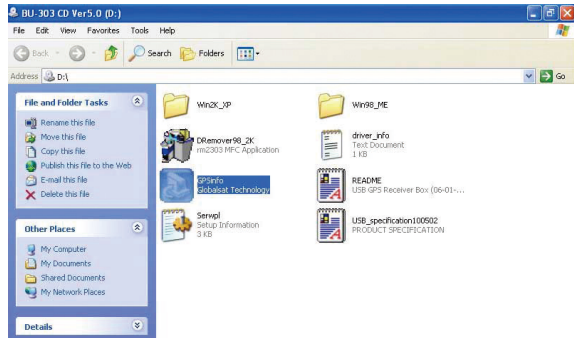 BU-303 CD Ver5.0 (D:)
File Edit View Favorites Tools Help
Back Search Folders
Address D:\ Go
File and Folder Tasks
Rename this file
Move this file
Copy this file
Publish this file to the Web
E-mail this file
Delete this file
Other Places
My Computer
My Documents
Shared Documents
My Network Places
Details
Win2K_XP
Win98_ME
DRemover98_2K
rm2303 MFC Application
driver_info
Text Document
1 KB
GPSinfo
Globalsat Technology
README
USB GPS Receiver Box (06-01-...
Serwpl
Setup Information
3 KB
USB_specification100502
PRODUCT SPECIFICATION